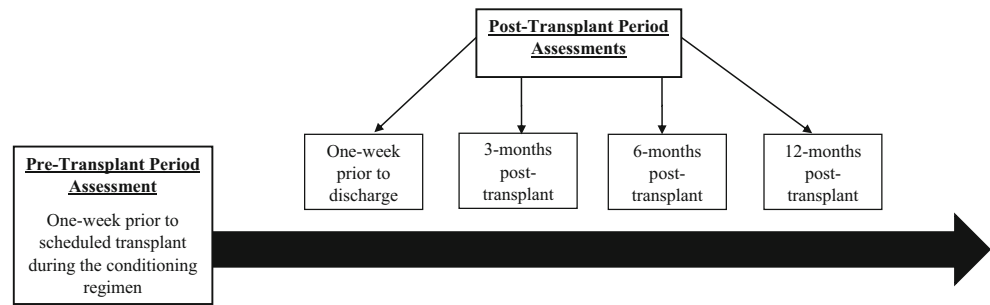 Post-Transplant Period
Assessments
One-week
prior to
discharge
3-months
post-
transplant
6-months
post-
transplant
12-months
post-
transplant
Pre-Transplant Period
Assessment
One-week prior to
scheduled transplant
during the conditioning
regimen